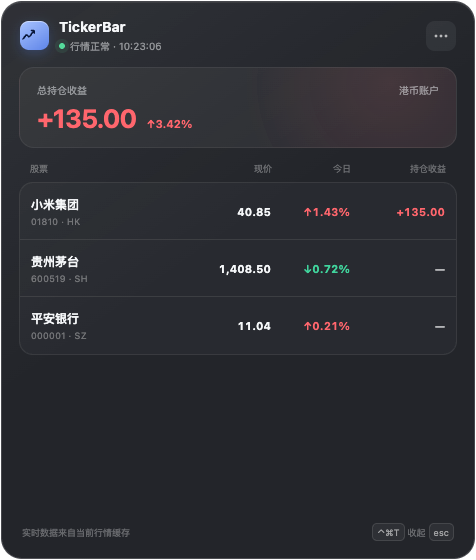 TickerBar
行情正常 · 10:23:06
总持仓收益 港币账户
+135.00 ↑3.42%
股票 现价 今日 持仓收益
小米集团
01810 · HK
40.85 ↑1.43% +135.00
贵州茅台
600519 · SH
1,408.50 ↓0.72% —
平安银行
000001 · SZ
11.04 ↑0.21% —
实时数据来自当前行情缓存 ^⌘T 收起 esc